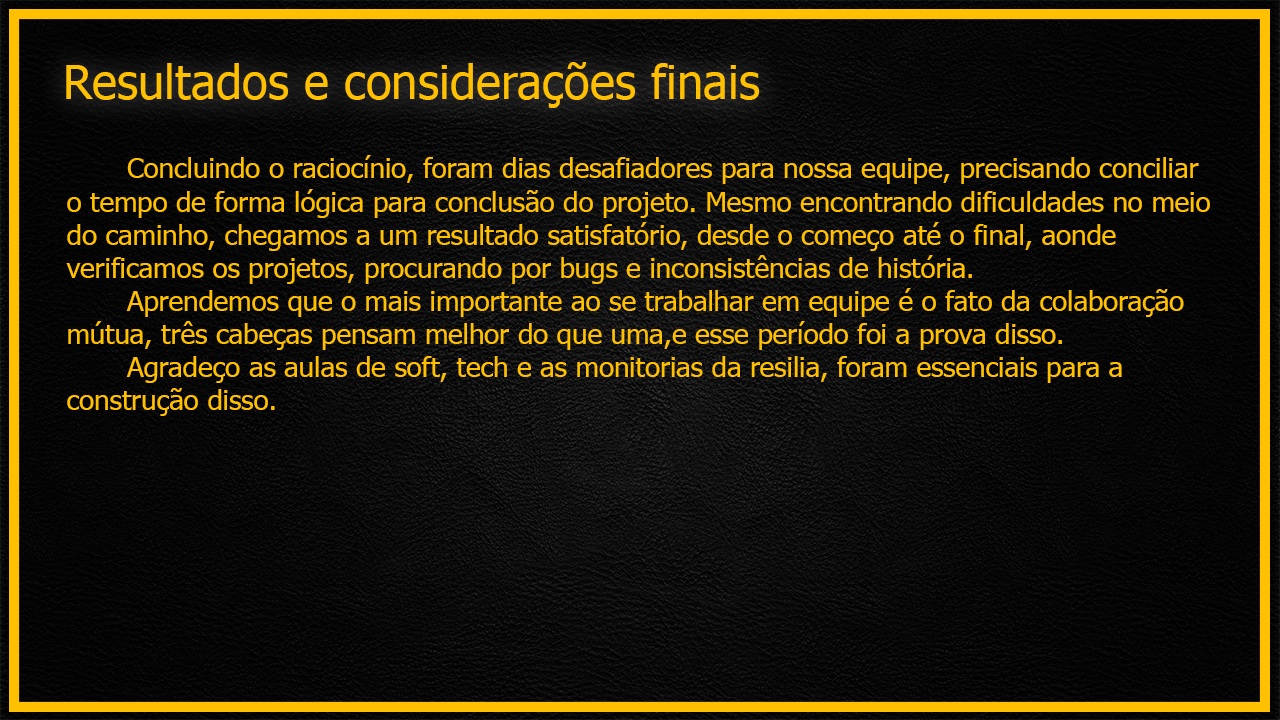 Resultados e considerações finais
Concluindo o raciocínio, foram dias desafiadores para nossa equipe, precisando conciliar
o tempo de forma lógica para conclusão do projeto. Mesmo encontrando dificuldades no meio
do caminho, chegamos a um resultado satisfatório, desde o começo até o final, aonde
verificamos os projetos, procurando por bugs e inconsistências de história.
Aprendemos que o mais importante ao se trabalhar em equipe é o fato da colaboração
mútua, três cabeças pensam melhor do que uma,e esse período foi a prova disso.
Agradeço as aulas de soft, tech e as monitorias da resilia, foram essenciais para a
construção disso.